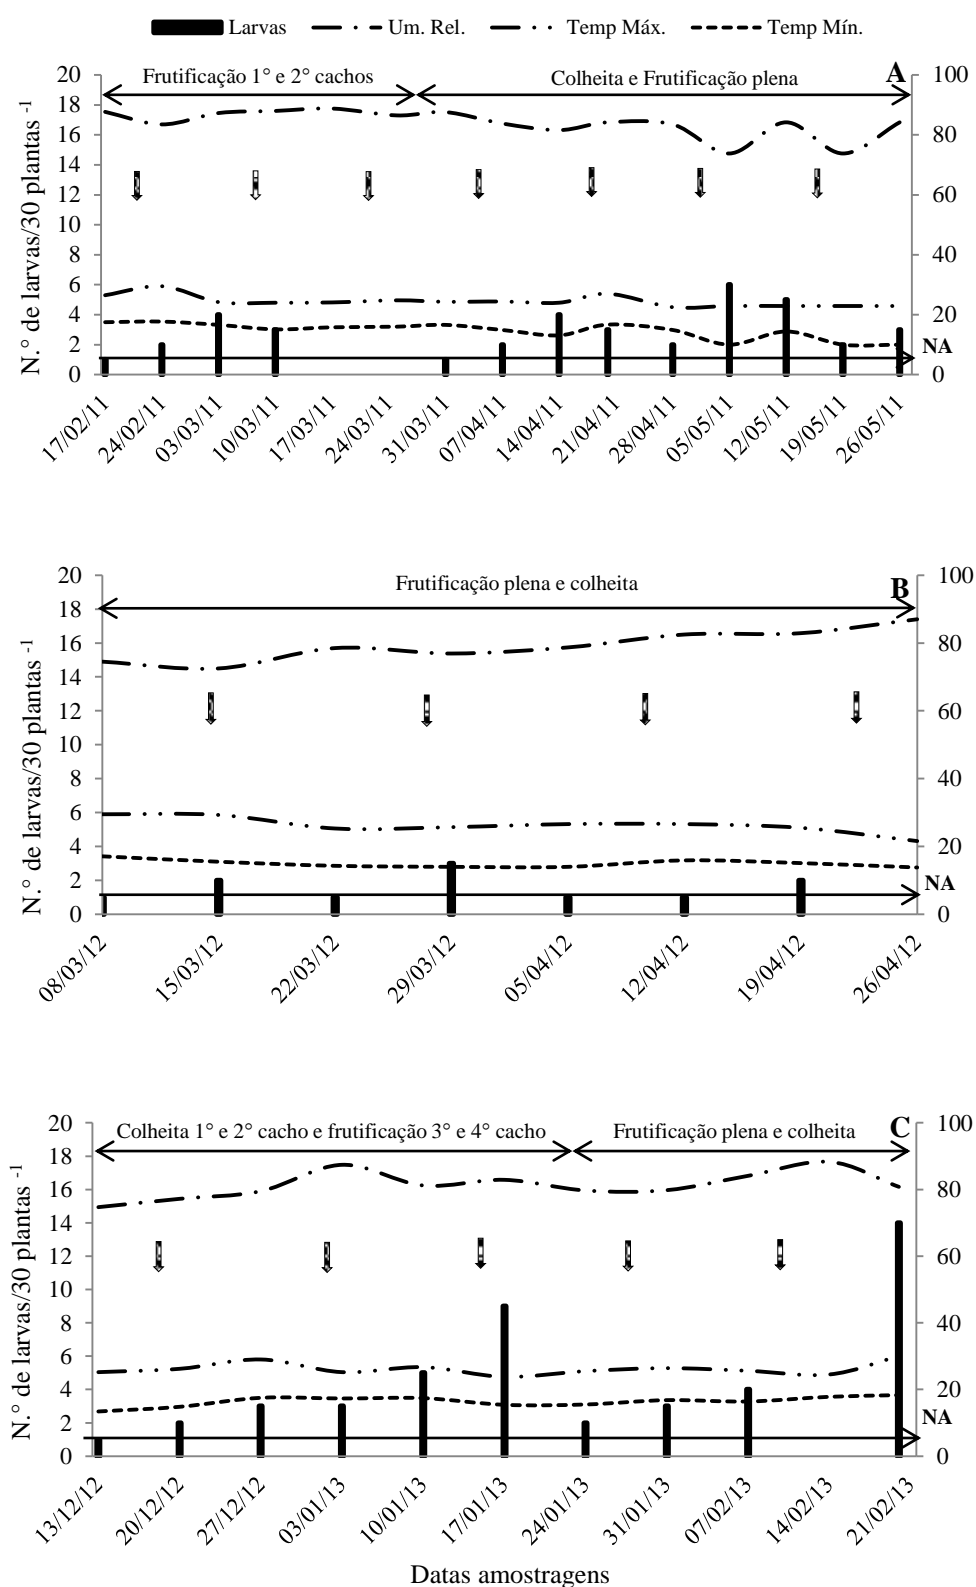 Larvas Um. Rel. Temp Máx. Temp Mín.
Frutificação 1° e 2° cachos Colheita e Frutificação plena A
N.° de larvas/30 plantas -1
20 100
18
16 80
14
12 60
10
8 40
6
4 20
2 NA
0 0
17/02/11 24/02/11 03/03/11 10/03/11 17/03/11 24/03/11 31/03/11 07/04/11 14/04/11 21/04/11 28/04/11 05/05/11 12/05/11 19/05/11 26/05/11
Frutificação plena e colheita B
N.° de larvas/30 plantas -1
20 100
18
16 80
14
12 60
10
8 40
6
4 20
2 NA
0 0
08/03/12 15/03/12 22/03/12 29/03/12 05/04/12 12/04/12 19/04/12 26/04/12
Colheita 1° e 2° cacho e frutificação 3° e 4° cacho Frutificação plena e colheita C
N.° de larvas/30 plantas -1
20 100
18
16 80
14
12 60
10
8 40
6
4 20
2 NA
0 0
13/12/12 20/12/12 27/12/12 03/01/13 10/01/13 17/01/13 24/01/13 31/01/13 07/02/13 14/02/13 21/02/13
Datas amostragens